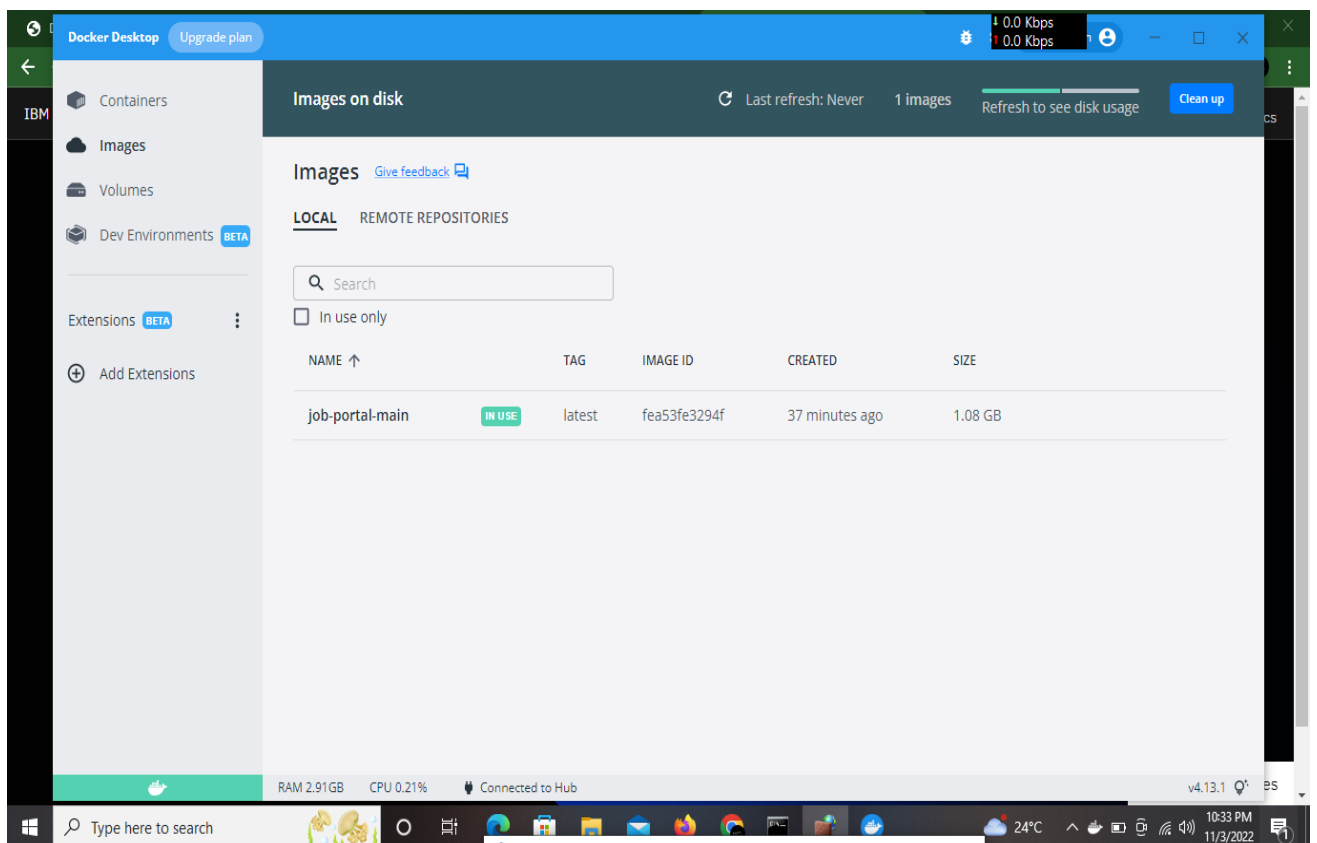 Docker Desktop Upgrade plan
↓ 0.0 Kbps
↑ 0.0 Kbps
IBM
Containers
Images
Volumes
Dev Environments BETA
Extensions BETA
Add Extensions
Images on disk Last refresh: Never 1 images Refresh to see disk usage Clean up
cs
Images Give feedback
LOCAL REMOTE REPOSITORIES
Search
In use only
NAME ↑ TAG IMAGE ID CREATED SIZE
job-portal-main IN USE latest fea53fe3294f 37 minutes ago 1.08 GB
RAM 2.91GB CPU 0.21% Connected to Hub v4.13.1
es
Type here to search 24°C 10:33 PM
11/3/2022
1